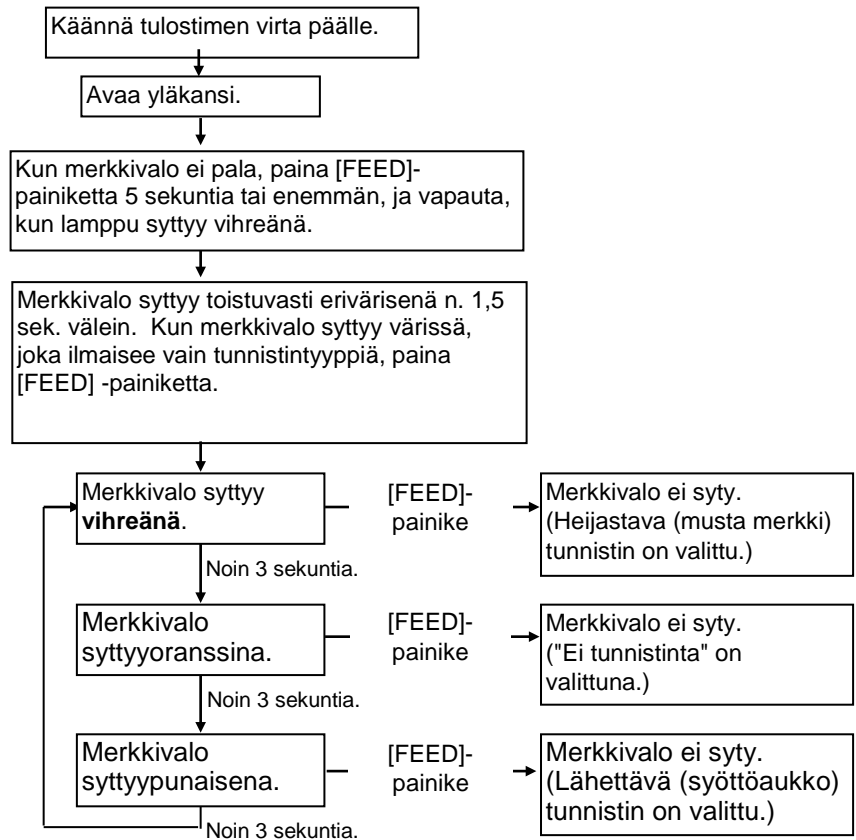 Käännä tulostimen virta päälle.
Avaa yläkansi.
Kun merkkivalo ei pala, paina [FEED]-
painiketta 5 sekuntia tai enemmän, ja vapauta,
kun lamppu syttyy vihreänä.
Merkkivalo syttyy toistuvasti erivärisenä n. 1,5
sek. välein.  Kun merkkivalo syttyy värissä,
joka ilmaisee vain tunnistintyyppiä, paina
[FEED] -painiketta.
Merkkivalo syttyy
vihreänä.
[FEED]-
painike
Merkkivalo ei syty.
(Heijastava (musta merkki)
tunnistin on valittu.)
Noin 3 sekuntia.
Merkkivalo
syttyyoranssina.
[FEED]-
painike
Merkkivalo ei syty.
("Ei tunnistinta" on
valittuna.)
Noin 3 sekuntia.
Merkkivalo
syttyypunaisena.
[FEED]-
painike
Merkkivalo ei syty.
(Lähettävä (syöttöaukko)
tunnistin on valittu.)
Noin 3 sekuntia.